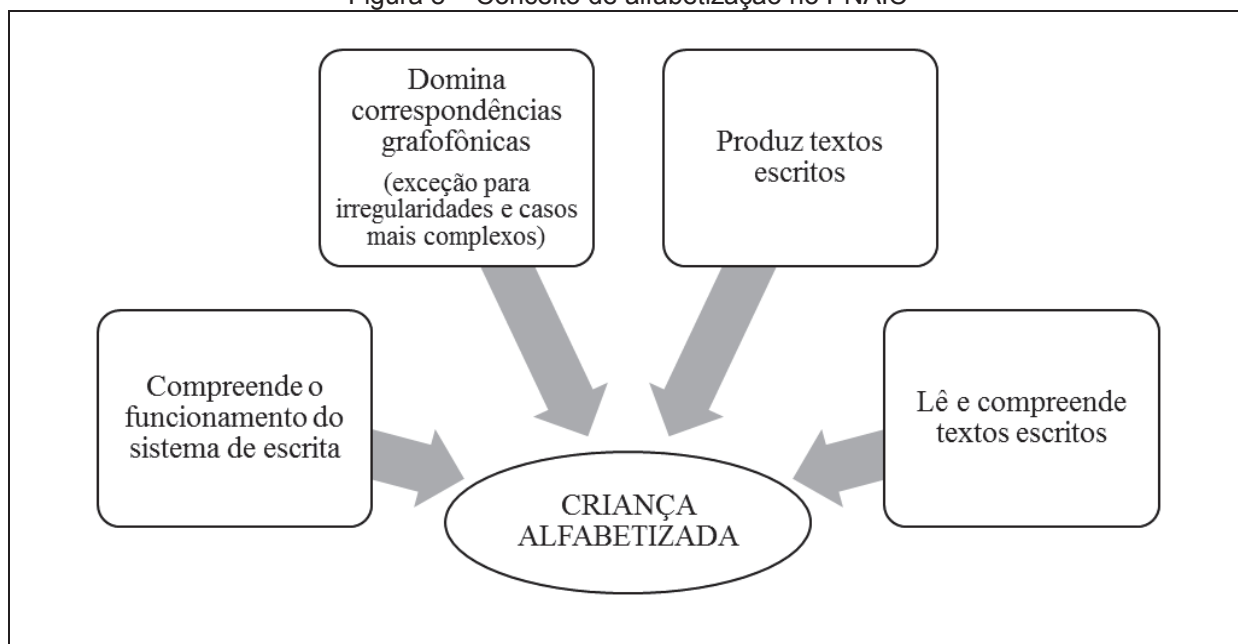 Domina
correspondências
grafofônicas
(exceção para
irregularidades e casos
mais complexos)
Produz textos
escritos
Compreende o
funcionamento do
sistema de escrita
Lê e compreende
textos escritos
CRIANÇA
ALFABETIZADA